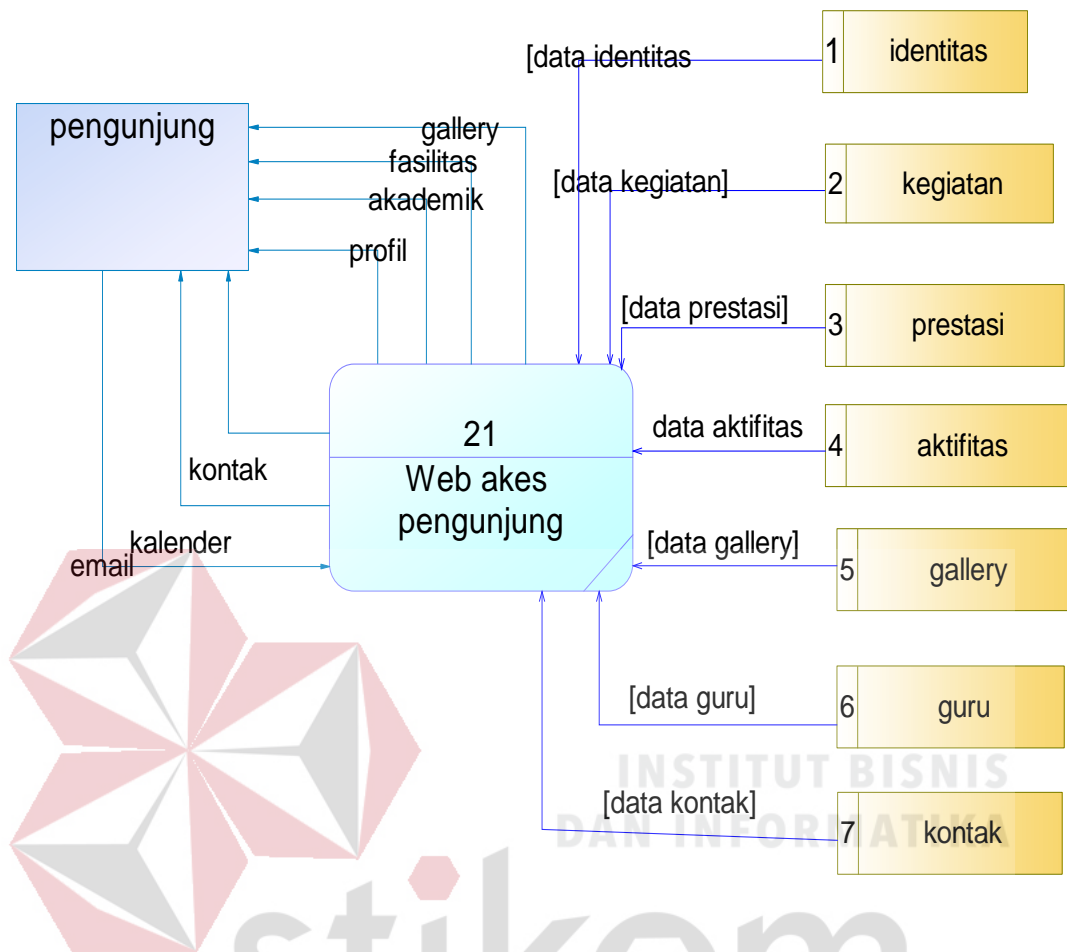 [data identitas
1 identitas
pengunjung
gallery
fasilitas
akademik
profil
[data kegiatan]
2 kegiatan
[data prestasi]
3 prestasi
21
Web akes
pengunjung
data aktifitas
4 aktifitas
kontak
kalender
email
[data gallery]
5 gallery
[data guru]
6 guru
INSTITUT BISNIS
DAN INFORMATIKA
[data kontak]
7 kontak
stikom